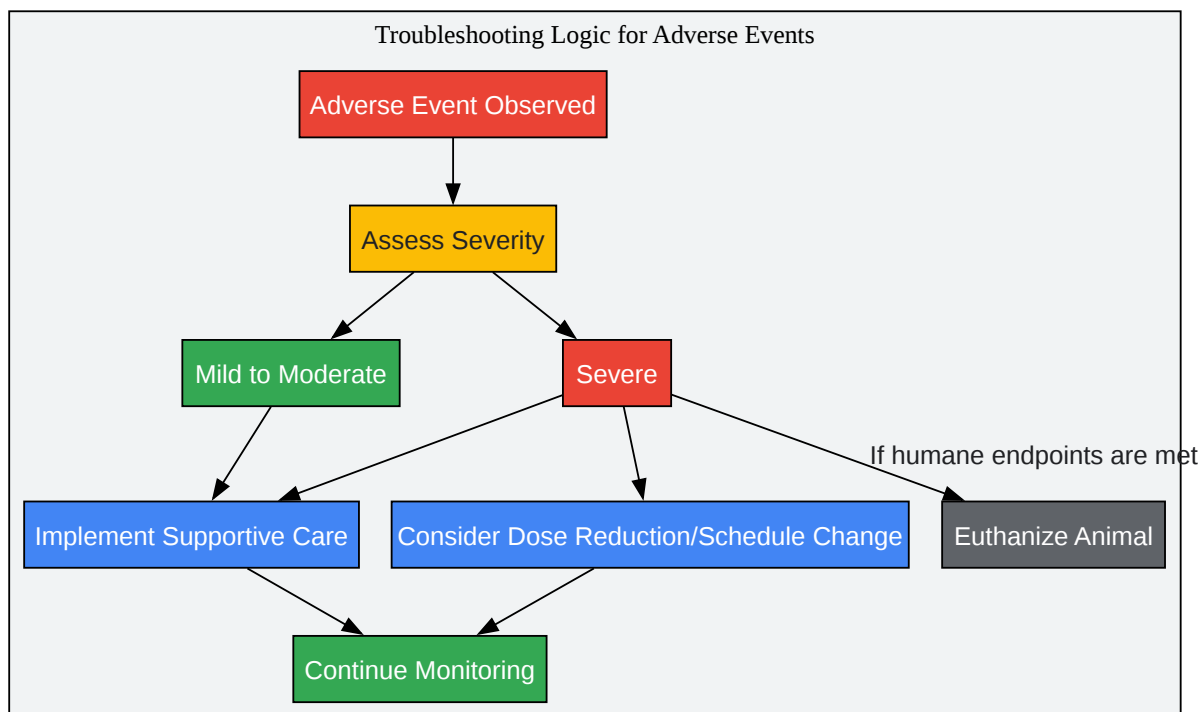 Troubleshooting Logic for Adverse Events
Adverse Event Observed
Assess Severity
Mild to Moderate
Severe
If humane endpoints are met
Implement Supportive Care
Consider Dose Reduction/Schedule Change
Euthanize Animal
Continue Monitoring